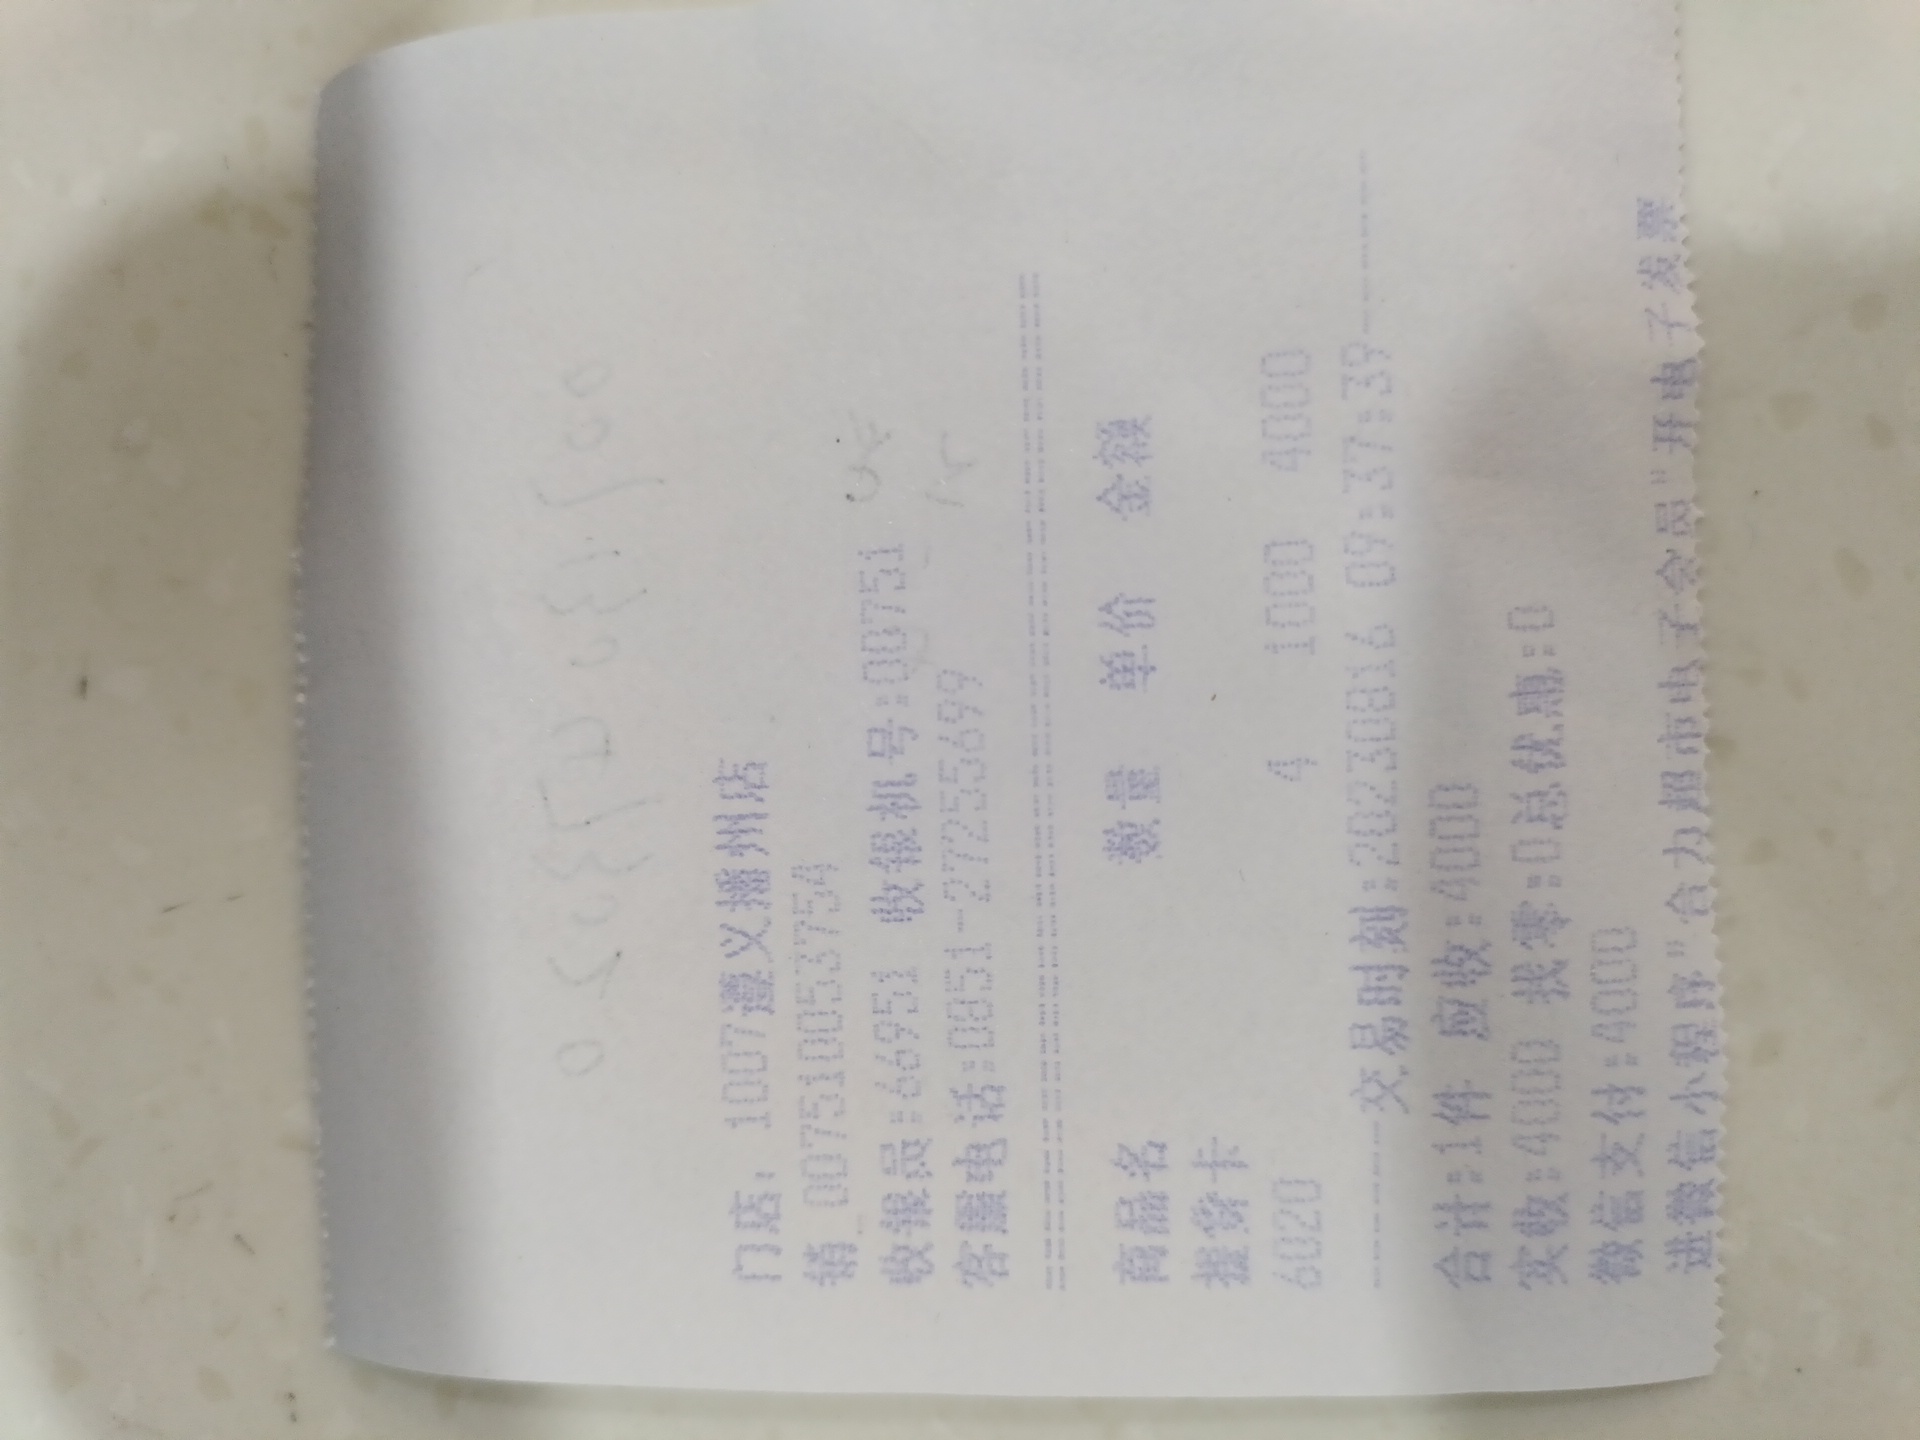 门店: 1007遵义播州店
销 007510053754
收银员:66951 收银机号:00751
客服电话:0851-27255699
================================
商品名 数量 单价 金额
提货卡
6020 4 1000 4000
------交易时刻:20230816 09:37:39------
合计:1件 应收:4000
实收:4000 找零:0总优惠:0
微信支付:4000
进微信小程序"合力超市电子会员"开电子发票